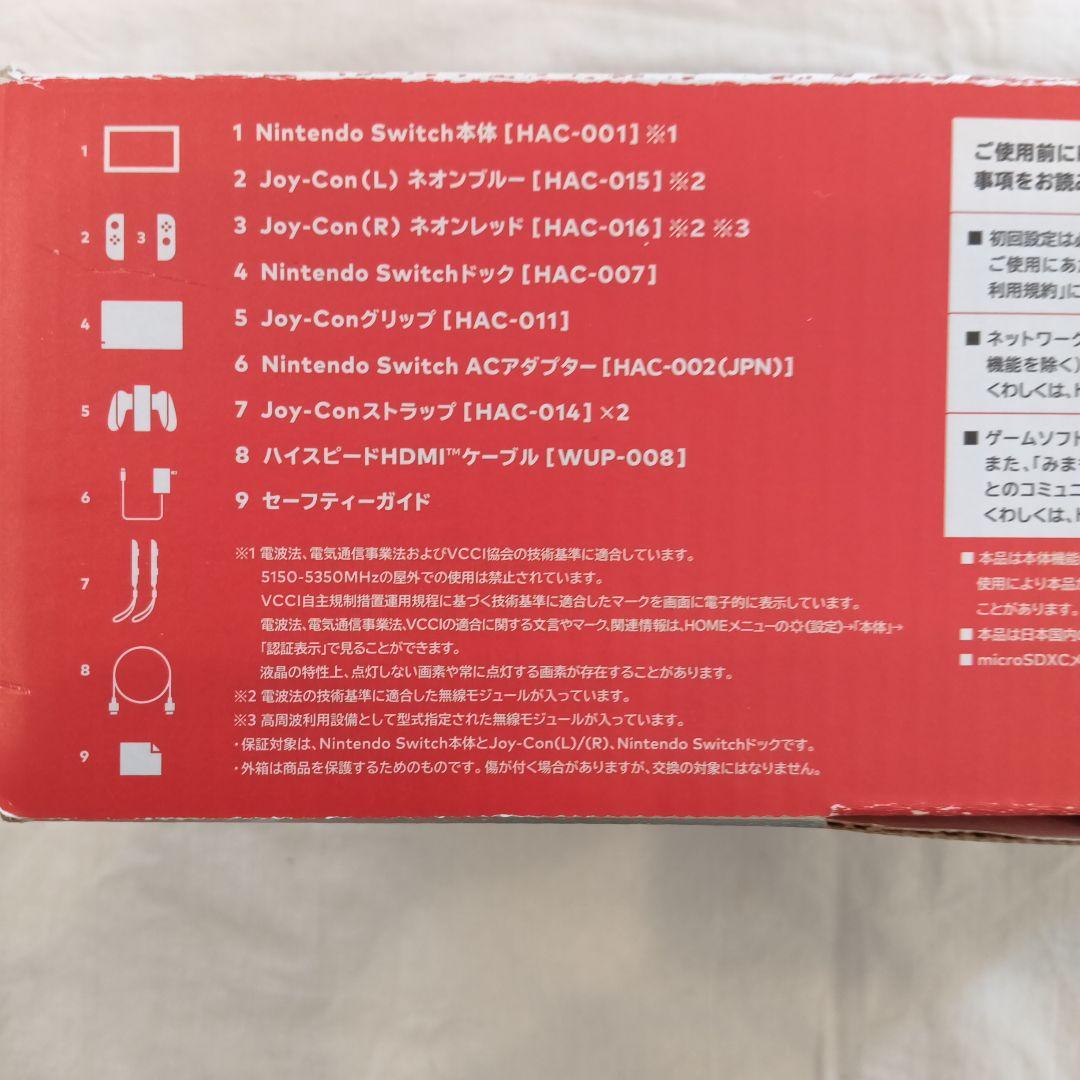 1 Nintendo Switch本体［HAC-001］※1
2 Joy-Con(L) ネオンブルー［HAC-015］※2
3 Joy-Con(R) ネオンレッド［HAC-016］※2 ※3
4 Nintendo Switchドック［HAC-007］
5 Joy-Conグリップ［HAC-011］
6 Nintendo Switch ACアダプター［HAC-002(JPN)］
7 Joy-Conストラップ［HAC-014］×2
8 ハイスピードHDMI™ケーブル［WUP-008］
9 セーフティーガイド
1
2 3
4
5
6
7
8
9
※1 電波法、電気通信事業法およびVCCI協会の技術基準に適合しています。
5150-5350MHzの屋外での使用は禁止されています。
VCCI自主規制措置運用規程に基づく技術基準に適合したマークを画面に電子的に表示しています。
電波法、電気通信事業法、VCCIの適合に関する文言やマーク、関連情報は、HOMEメニューの(設定)→「本体」→
「認証表示」で見ることができます。
液晶の特性上、点灯しない画素や常に点灯する画素が存在することがあります。
※2 電波法の技術基準に適合した無線モジュールが入っています。
※3 高周波利用設備として型式指定された無線モジュールが入っています。
・保証対象は、Nintendo Switch本体とJoy-Con(L)/(R)、Nintendo Switchドックです。
・外箱は商品を保護するためのものです。傷が付く場合がありますが、交換の対象にはなりません。
ご使用前に
事項をお読
■ 初回設定は
ご使用にあ
利用規約」に
■ ネットワーク
機能を除く)
くわしくは、
■ ゲームソフト
また、「みま
とのコミュニ
くわしくは、
■ 本品は本体機能
使用により本品
ことがあります。
■ 本品は日本国内
■ microSDXC